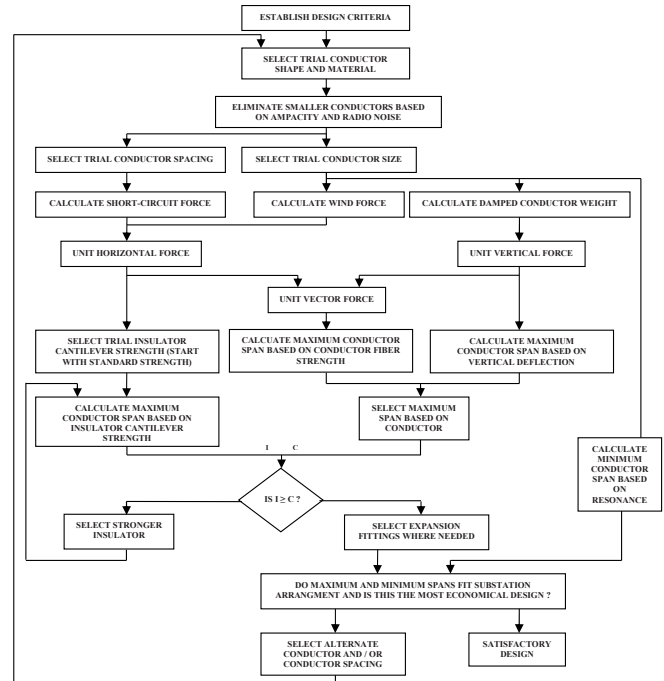 ESTABLISH DESIGN CRITERIA
SELECT TRIAL CONDUCTOR
SHAPE AND MATERIAL
ELIMINATE SMALLER CONDUCTORS BASED
ON AMPACITY AND RADIO NOISE
SELECT TRIAL CONDUCTOR SPACING
SELECT TRIAL CONDUCTOR SIZE
CALCULATE SHORT-CIRCUIT FORCE
CALCULATE WIND FORCE
CALCULATE DAMPED CONDUCTOR WEIGHT
UNIT HORIZONTAL FORCE
UNIT VERTICAL FORCE
UNIT VECTOR FORCE
SELECT TRIAL INSULATOR
CANTILEVER STRENGTH (START
WITH STANDARD STRENGTH)
CALCUATE MAXIMUM CONDUCTOR
SPAN BASED ON CONDUCTOR FIBER
STRENGTH
CALCULATE MAXIMUM
CONDUCTOR SPAN BASED ON
VERTICAL DEFLECTION
CALCULATE MAXIMUM
CONDUCTOR SPAN BASED ON
INSULATOR CANTILEVER
STRENGTH
SELECT MAXIMUM
SPAN BASED ON
CONDUCTOR
I C
CALCULATE
MINIMUM
CONDUCTOR
SPAN BASED
ON
RESONANCE
IS I ≥ C ?
SELECT STRONGER
INSULATOR
SELECT EXPANSION
FITTINGS WHERE NEEDED
DO MAXIMUM AND MINIMUM SPANS FIT SUBSTATION
ARRANGMENT AND IS THIS THE MOST ECONOMICAL DESIGN ?
SELECT ALTERNATE
CONDUCTOR AND / OR
CONDUCTOR SPACING
SATISFACTORY
DESIGN